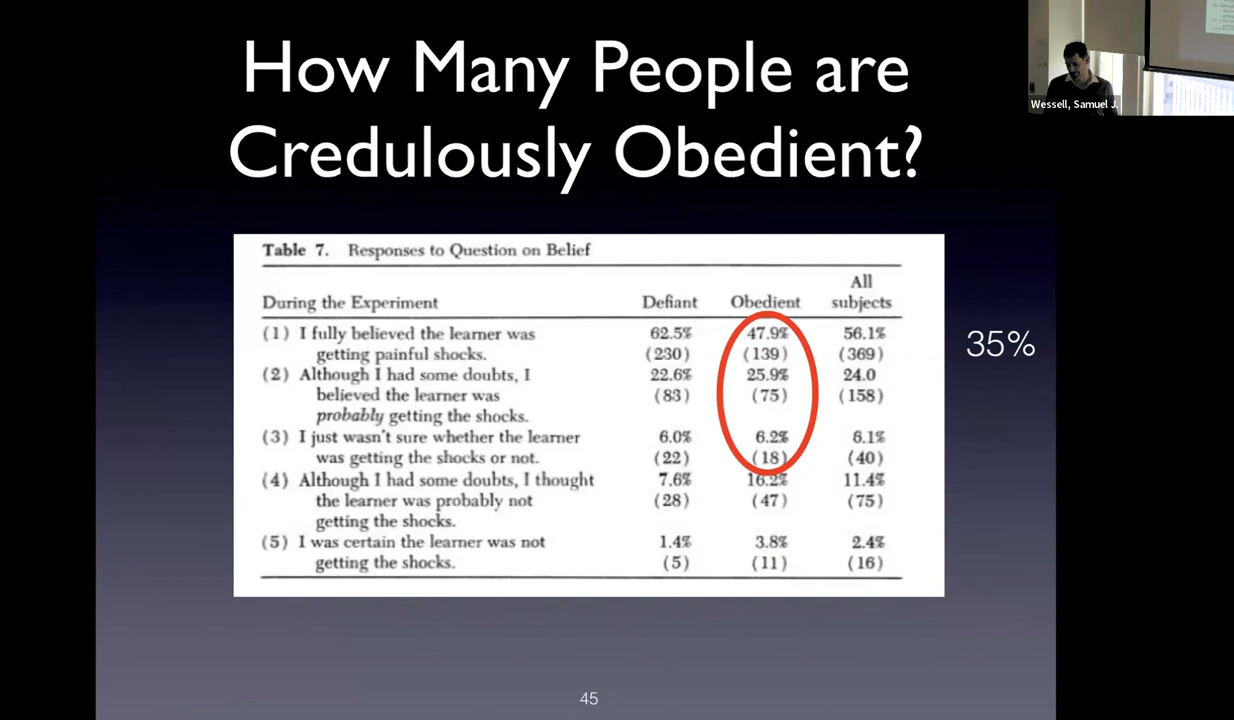 How Many People are
Credulously Obedient?
Wessell, Samuel J.
Table 7. Responses to Question on Belief
All
During the Experiment Defiant Obedient subjects
(1) I fully believed the learner was 62.5% 47.9% 56.1%
getting painful shocks. (230) (139) (369)
(2) Although I had some doubts, I 22.6% 25.9% 24.0
believed the learner was (83) (75) (158)
probably getting the shocks.
(3) I just wasn't sure whether the learner 6.0% 6.2% 6.1%
was getting the shocks or not. (22) (18) (40)
(4) Although I had some doubts, I thought 7.6% 16.2% 11.4%
the learner was probably not (28) (47) (75)
getting the shocks.
(5) I was certain the learner was not 1.4% 3.8% 2.4%
getting the shocks. (5) (11) (16)
35%
45